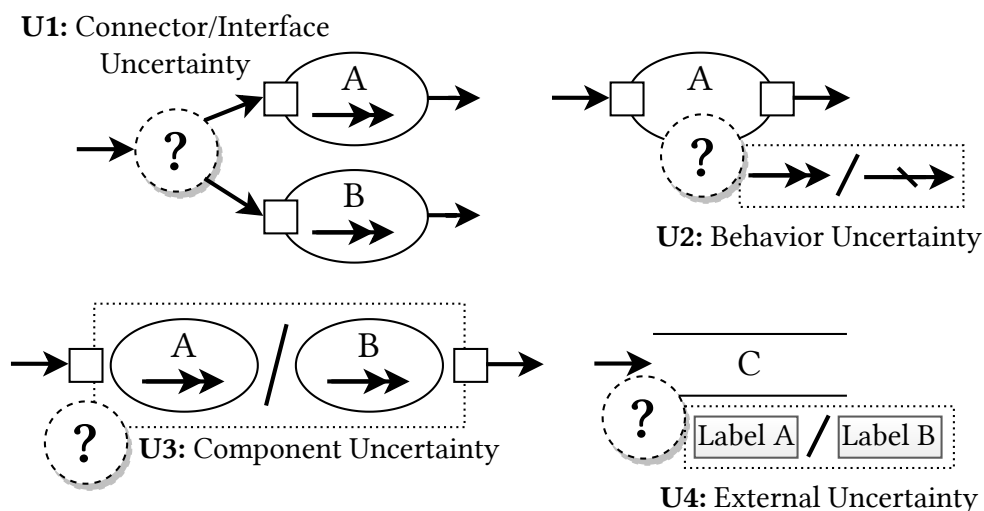 U1: Connector/Interface
Uncertainty
A
?
B
A
?
/
U2: Behavior Uncertainty
A / B
?
U3: Component Uncertainty
C
?
Label A / Label B
U4: External Uncertainty